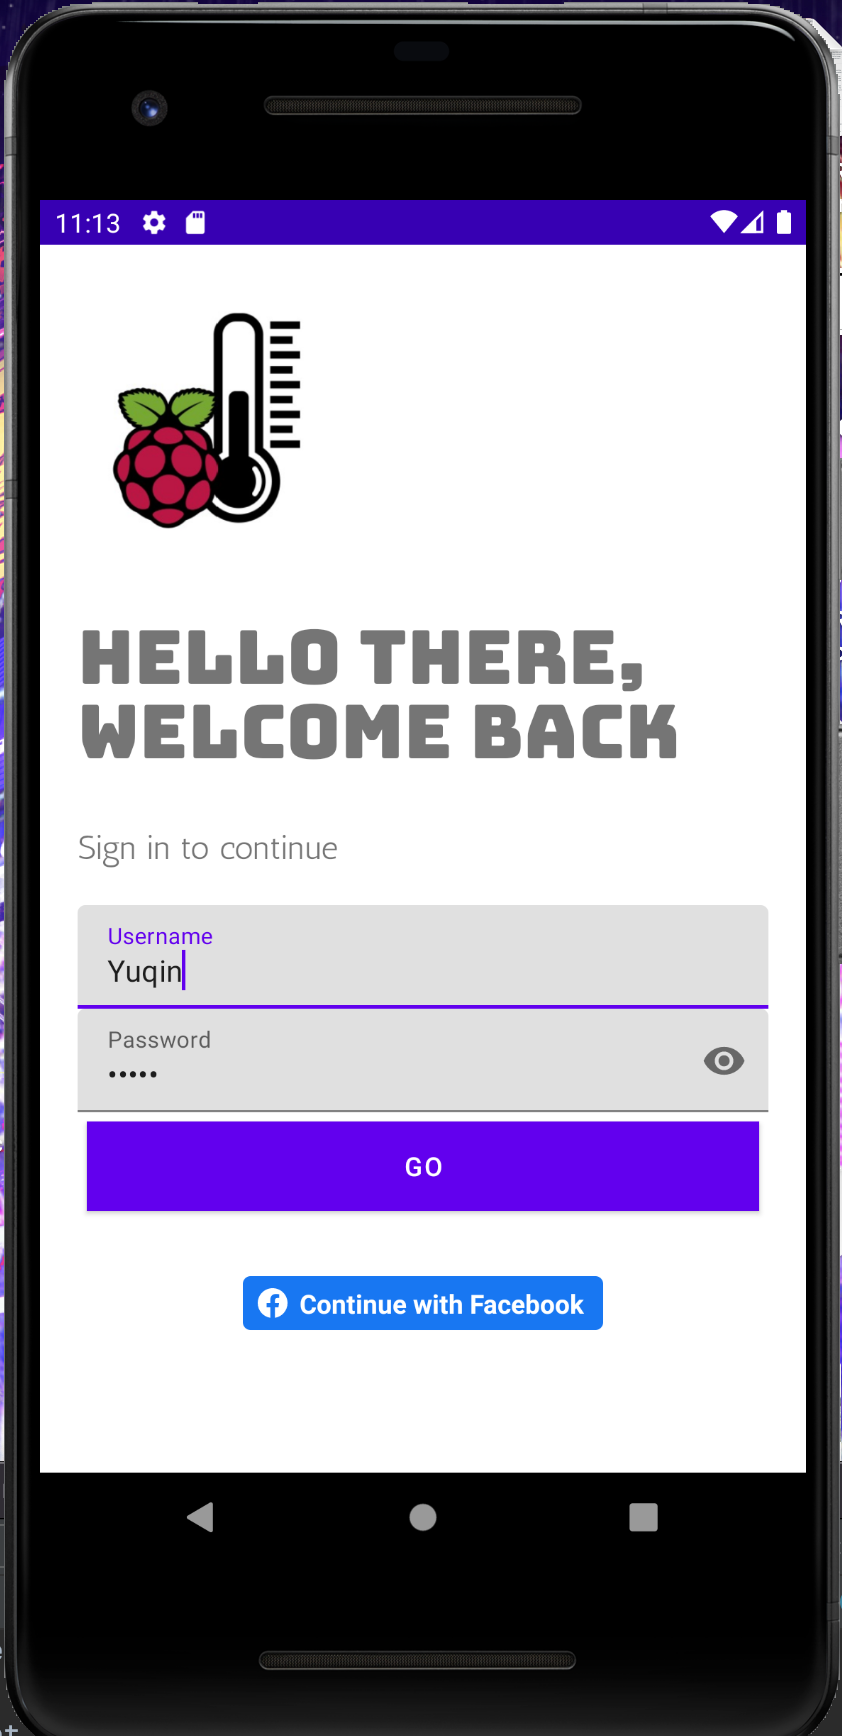 11:13
HELLO THERE,
WELCOME BACK
Sign in to continue
Username
Yuqin
Password
•••••
GO
Continue with Facebook